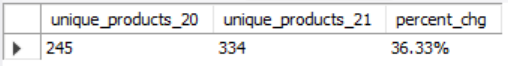 unique_products_20 unique_products_21 percent_chg
245 334 36.33%